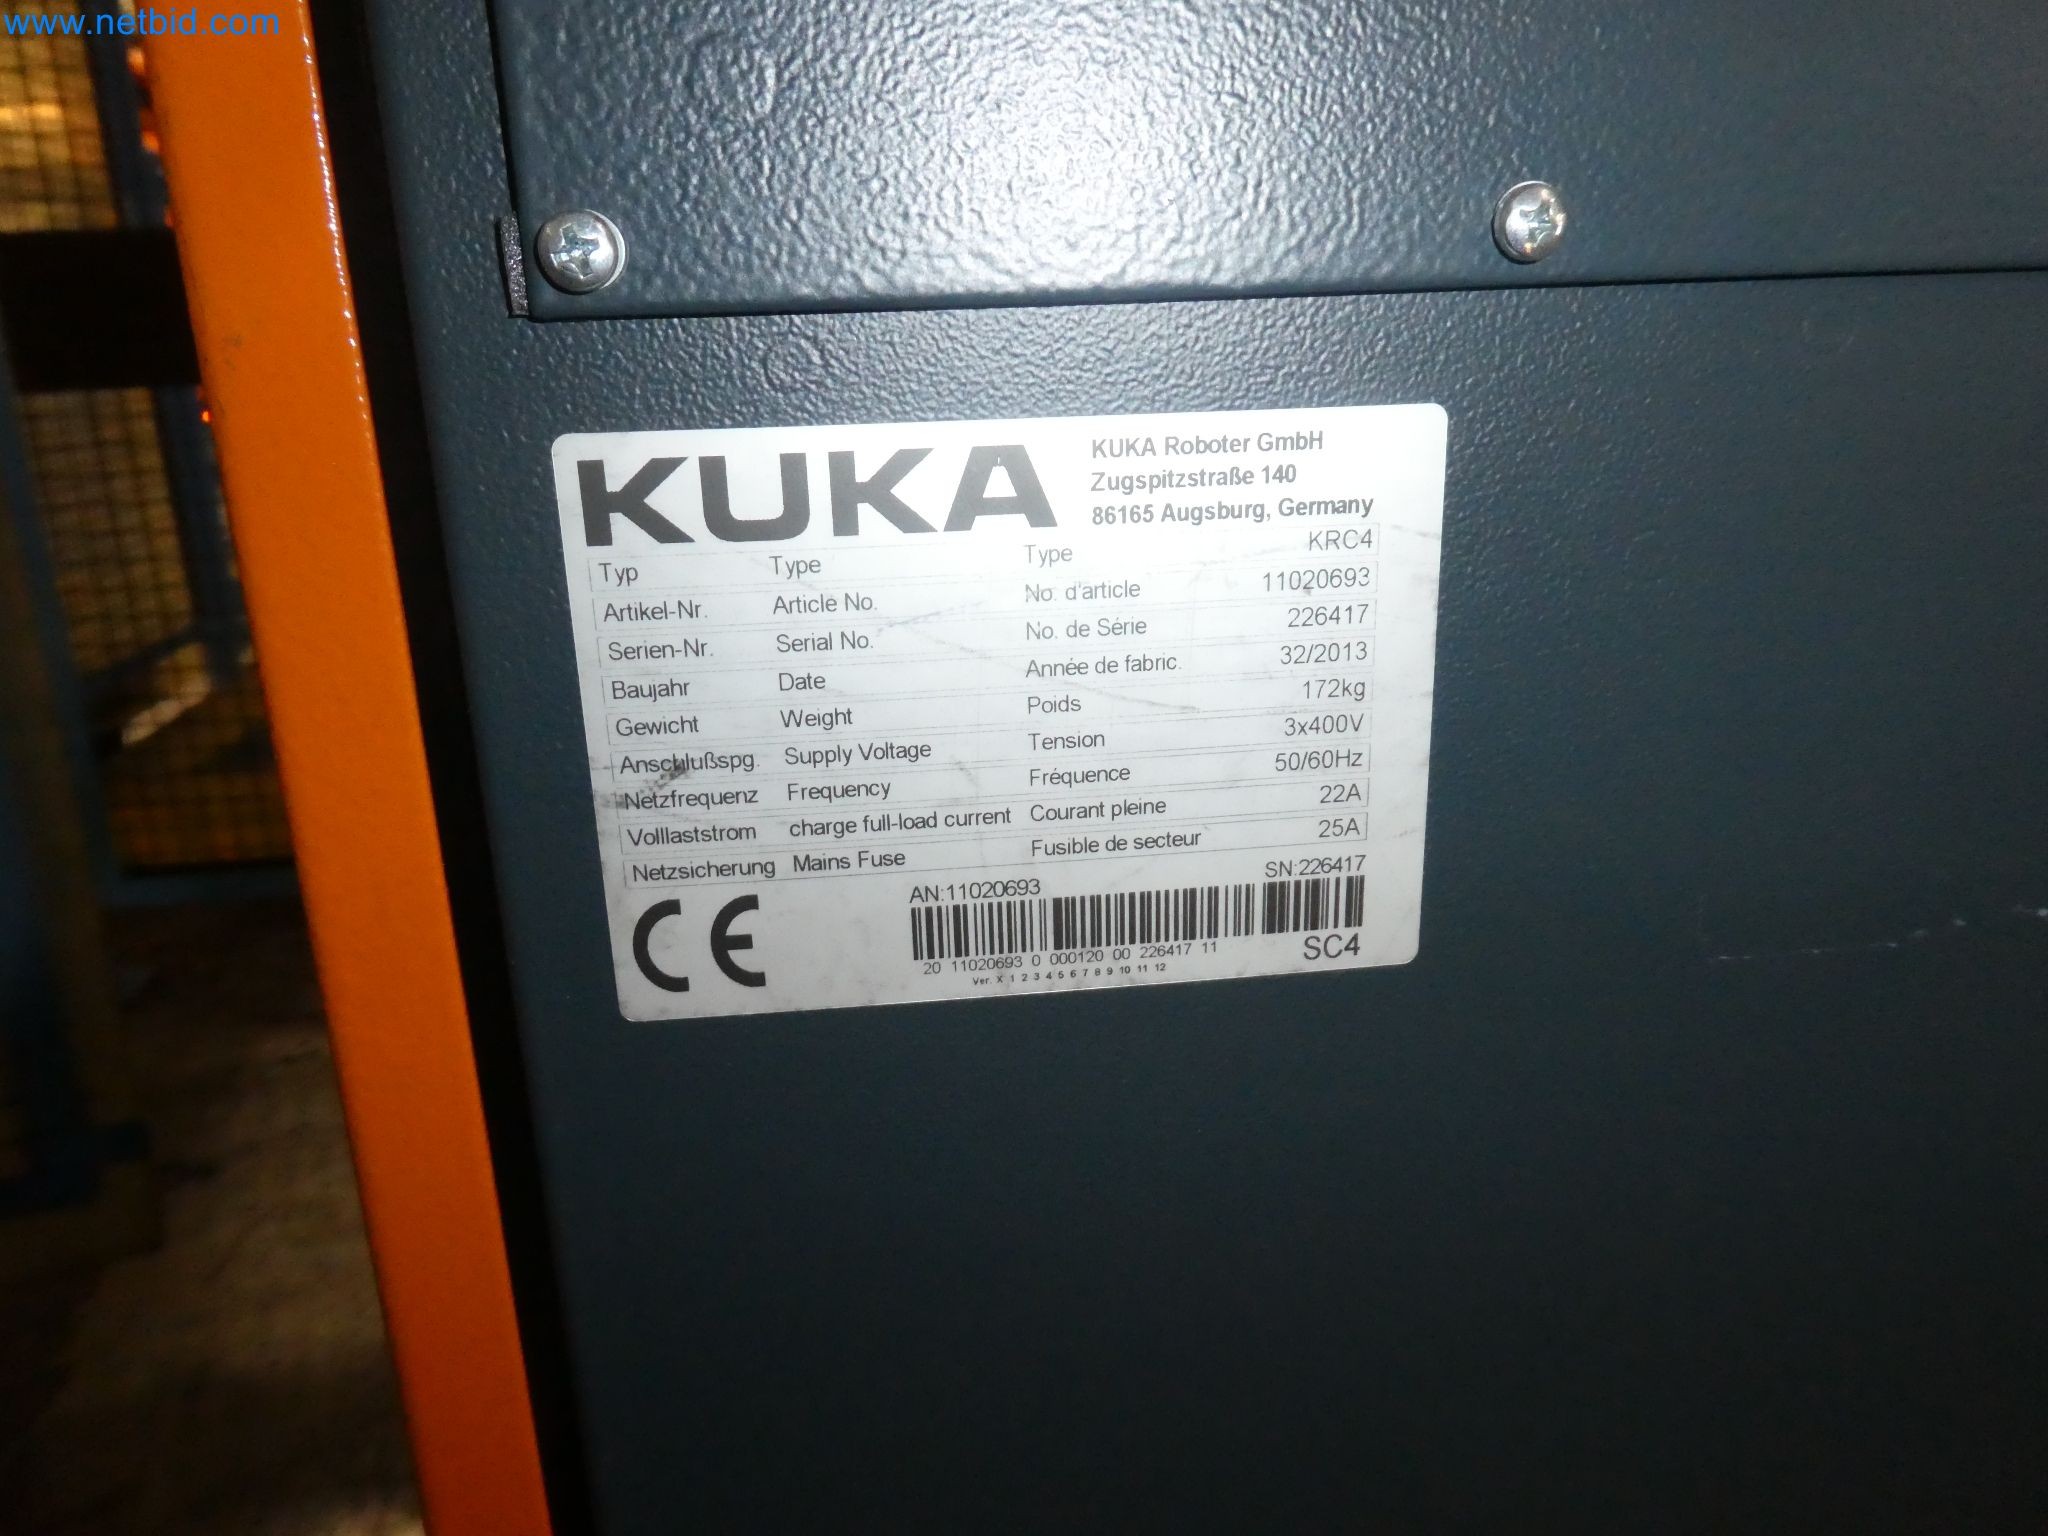 www.netbid.com
KUKA
KUKA Roboter GmbH
Zugspitzstraße 140
86165 Augsburg, Germany
Typ Type Type KRC4
Artikel-Nr. Article No. No. d'article 11020693
Serien-Nr. Serial No. No. de Série 226417
Baujahr Date Année de fabric. 32/2013
Gewicht Weight Poids 172kg
Anschlußspg. Supply Voltage Tension 3x400V
Netzfrequenz Frequency Fréquence 50/60Hz
Volllaststrom charge full-load current Courant pleine 22A
Netzsicherung Mains Fuse Fusible de secteur 25A
AN:11020693 SN:226417
CE
20 11020693 0 000120 00 226417 11 SC4
Ver. X 1 2 3 4 5 6 7 8 9 10 11 12